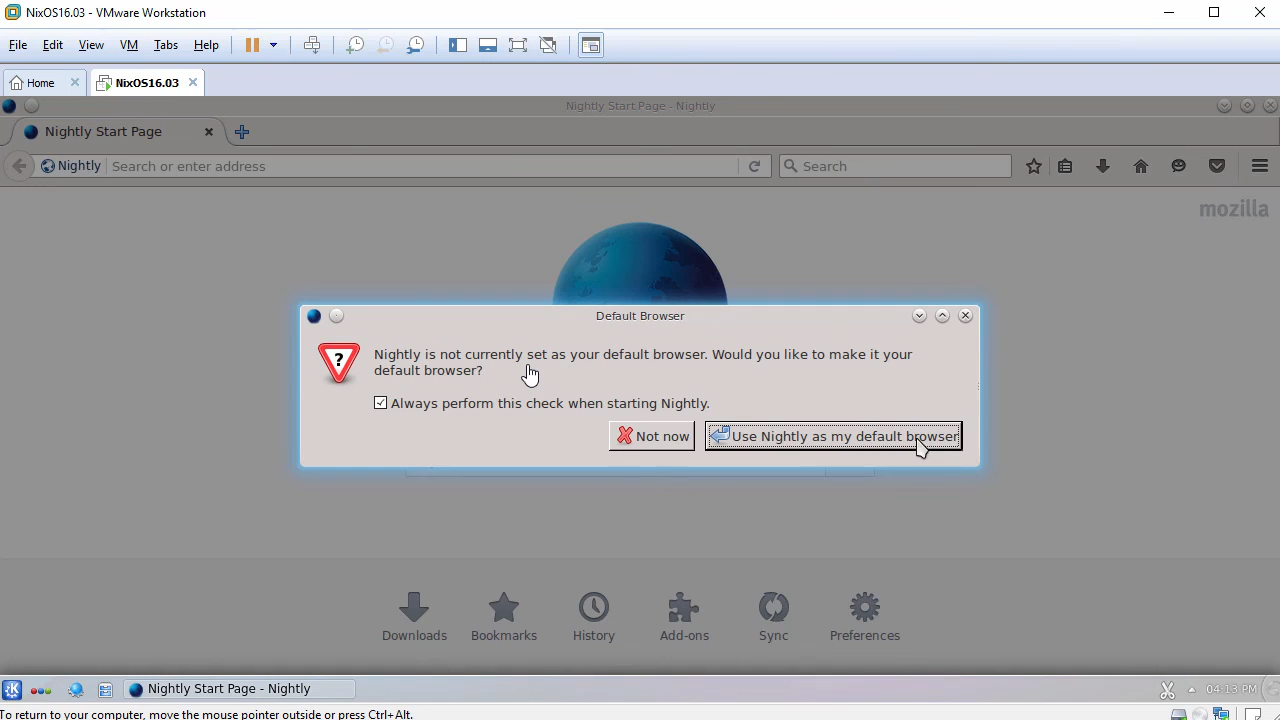 NixOS16.03 - VMware Workstation
File Edit View VM Tabs Help
Home NixOS16.03
Nightly Start Page - Nightly
Nightly Start Page
Nightly Search or enter address Search
mozilla
Default Browser
Nightly is not currently set as your default browser. Would you like to make it your
default browser?
Always perform this check when starting Nightly.
Not now Use Nightly as my default browser
Downloads Bookmarks History Add-ons Sync Preferences
Nightly Start Page - Nightly 04:13 PM
To return to your computer, move the mouse pointer outside or press Ctrl+Alt.